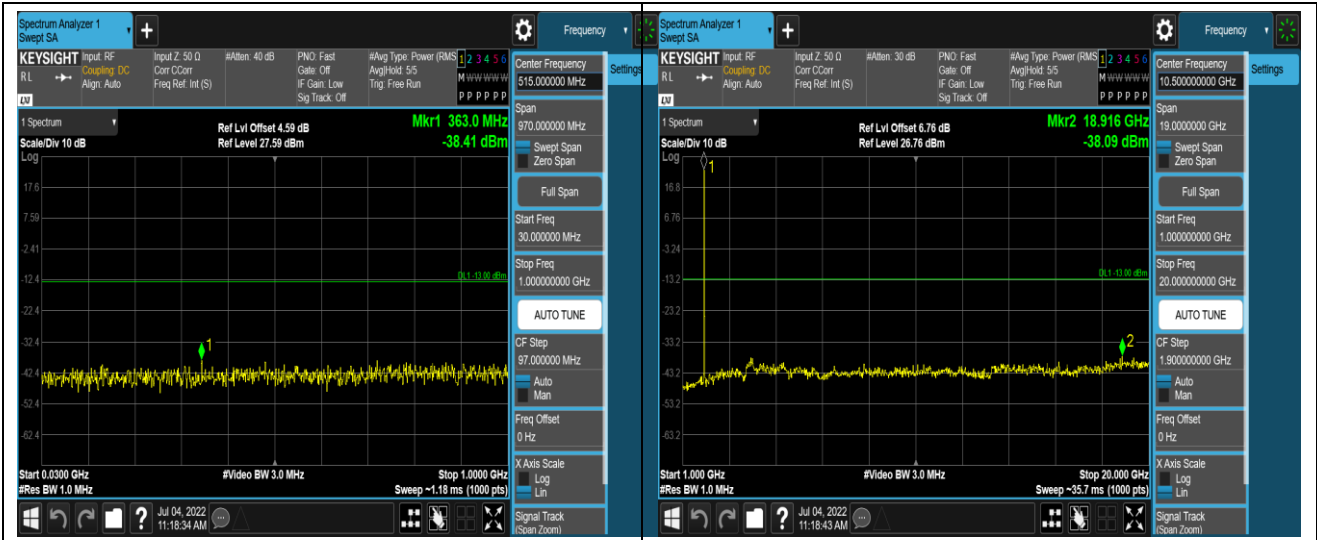 Spectrum Analyzer 1
Swept SA
+
Frequency
KEYSIGHT
Input: RF
Input Z: 50 Ω
#Atten: 40 dB
PNO: Fast
#Avg Type: Power (RMS
1 2 3 4 5 6
RL
Coupling: DC
Corr CCorr
Gate: Off
Avg|Hold: 5/5
M W W W W W
Align: Auto
Freq Ref: Int (S)
IF Gain: Low
Trig: Free Run
Sig Track: Off
P P P P P P
LXI
Center Frequency
515.000000 MHz
Settings
1 Spectrum
Ref Lvl Offset 4.59 dB
Mkr1 363.0 MHz
Scale/Div 10 dB
Ref Level 27.59 dBm
-38.41 dBm
Log
17.6
7.59
-2.41
-12.4
-22.4
-32.4
-42.4
-52.4
-62.4
DL1 -13.00 dBm
1
Start 0.0300 GHz
#Video BW 3.0 MHz
Stop 1.0000 GHz
#Res BW 1.0 MHz
Sweep ~1.18 ms (1000 pts)
Span
970.000000 MHz
Swept Span
Zero Span
Full Span
Start Freq
30.000000 MHz
Stop Freq
1.000000000 GHz
AUTO TUNE
CF Step
97.000000 MHz
Auto
Man
Freq Offset
0 Hz
X Axis Scale
Log
Lin
Signal Track
(Span Zoom)
?
Jul 04, 2022
11:18:34 AM
Spectrum Analyzer 1
Swept SA
+
Frequency
KEYSIGHT
Input: RF
Input Z: 50 Ω
#Atten: 30 dB
PNO: Fast
#Avg Type: Power (RMS
1 2 3 4 5 6
RL
Coupling: DC
Corr CCorr
Gate: Off
Avg|Hold: 5/5
M W W W W W
Align: Auto
Freq Ref: Int (S)
IF Gain: Low
Trig: Free Run
Sig Track: Off
P P P P P P
LXI
Center Frequency
10.500000000 GHz
Settings
1 Spectrum
Ref Lvl Offset 6.76 dB
Mkr2 18.916 GHz
Scale/Div 10 dB
Ref Level 26.76 dBm
-38.09 dBm
Log
1
16.8
6.76
-3.24
-13.2
-23.2
-33.2
-43.2
-53.2
-63.2
DL1 -13.00 dBm
2
Start 1.000 GHz
#Video BW 3.0 MHz
Stop 20.000 GHz
#Res BW 1.0 MHz
Sweep ~35.7 ms (1000 pts)
Span
19.0000000 GHz
Swept Span
Zero Span
Full Span
Start Freq
1.000000000 GHz
Stop Freq
20.000000000 GHz
AUTO TUNE
CF Step
1.900000000 GHz
Auto
Man
Freq Offset
0 Hz
X Axis Scale
Log
Lin
Signal Track
(Span Zoom)
?
Jul 04, 2022
11:18:43 AM